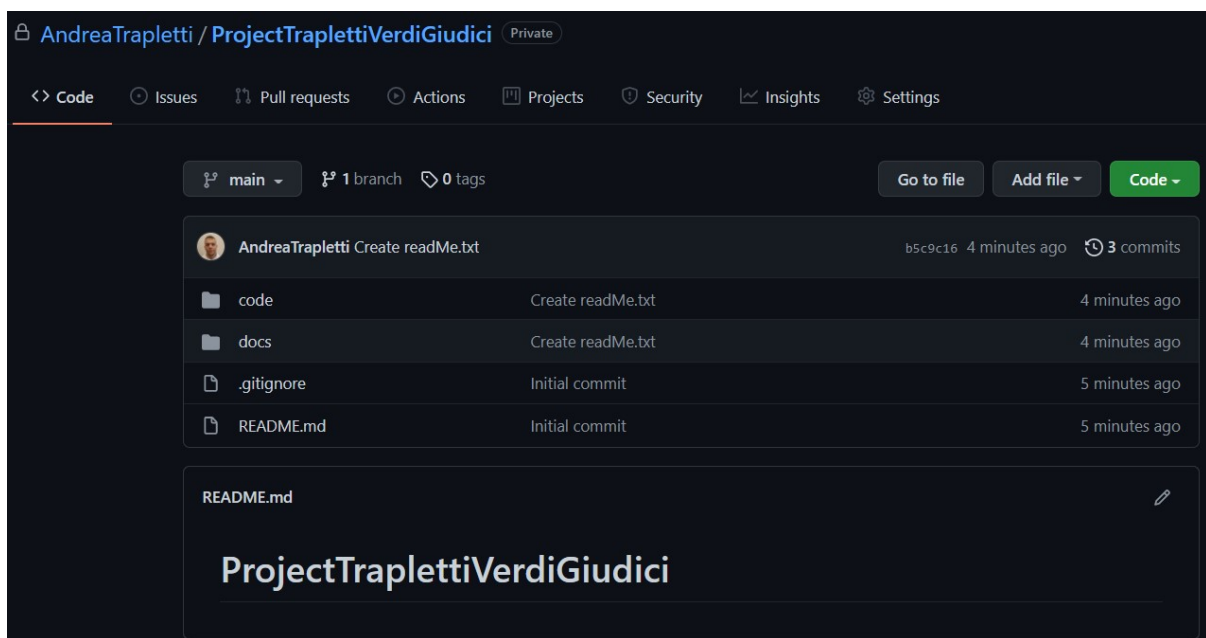 AndreaTrapletti / ProjectTraplettiVerdiGiudici Private
Code Issues Pull requests Actions Projects Security Insights Settings
main 1 branch 0 tags Go to file Add file Code
AndreaTrapletti Create readMe.txt b5c9c16 4 minutes ago 3 commits
code Create readMe.txt 4 minutes ago
docs Create readMe.txt 4 minutes ago
.gitignore Initial commit 5 minutes ago
README.md Initial commit 5 minutes ago
README.md
ProjectTraplettiVerdiGiudici